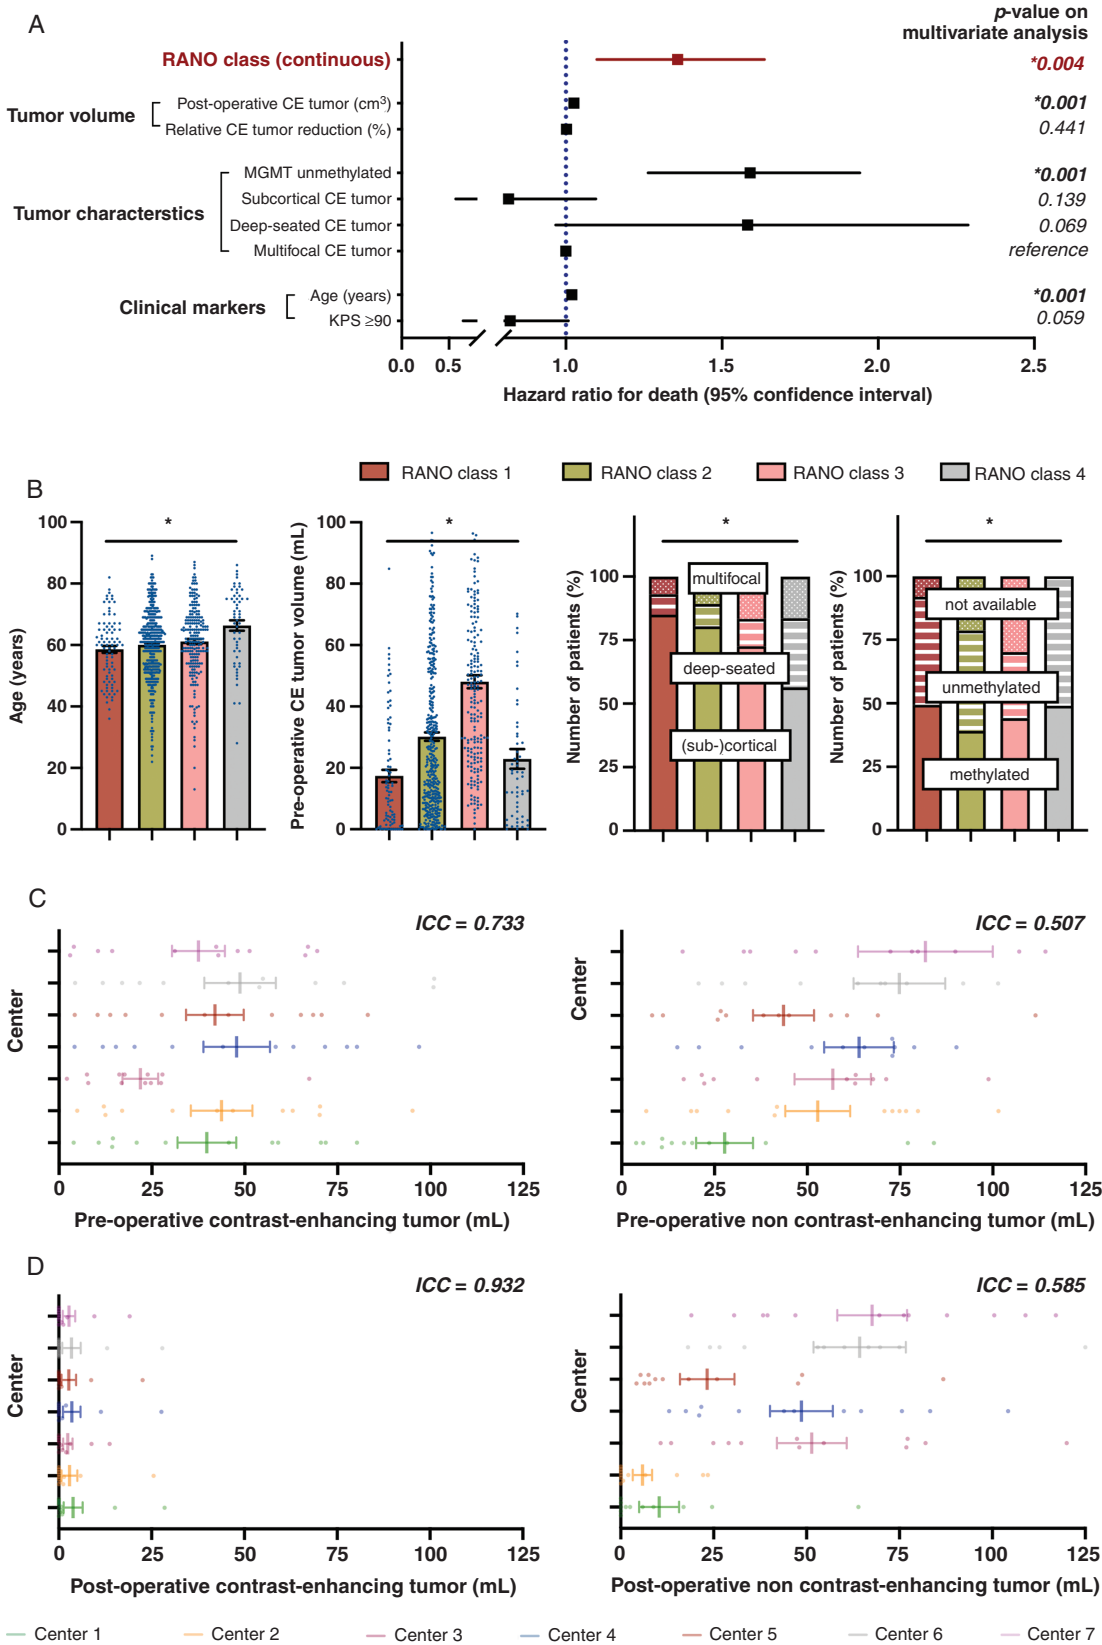 A
p-value on
multivariate analysis
RANO class (continuous)
*0.004
Tumor volume
Post-operative CE tumor (cm³)
*0.001
Relative CE tumor reduction (%)
0.441
Tumor characterstics
MGMT unmethylated
*0.001
Subcortical CE tumor
0.139
Deep-seated CE tumor
0.069
Multifocal CE tumor
reference
Clinical markers
Age (years)
*0.001
KPS ≥90
0.059
0.0 0.5 1.0 1.5 2.0 2.5
Hazard ratio for death (95% confidence interval)
B
RANO class 1 RANO class 2 RANO class 3 RANO class 4
Age (years)
100
80
60
40
20
0
*
Pre-operative CE tumor volume (mL)
100
80
60
40
20
0
*
Number of patients (%)
100
75
50
25
0
*
multifocal
deep-seated
(sub-)cortical
Number of patients (%)
100
75
50
25
0
*
not available
unmethylated
methylated
C
ICC = 0.733
Center
0 25 50 75 100 125
Pre-operative contrast-enhancing tumor (mL)
ICC = 0.507
Center
0 25 50 75 100 125
Pre-operative non contrast-enhancing tumor (mL)
D
ICC = 0.932
Center
0 25 50 75 100 125
Post-operative contrast-enhancing tumor (mL)
ICC = 0.585
Center
0 25 50 75 100 125
Post-operative non contrast-enhancing tumor (mL)
Center 1 Center 2 Center 3 Center 4 Center 5 Center 6 Center 7